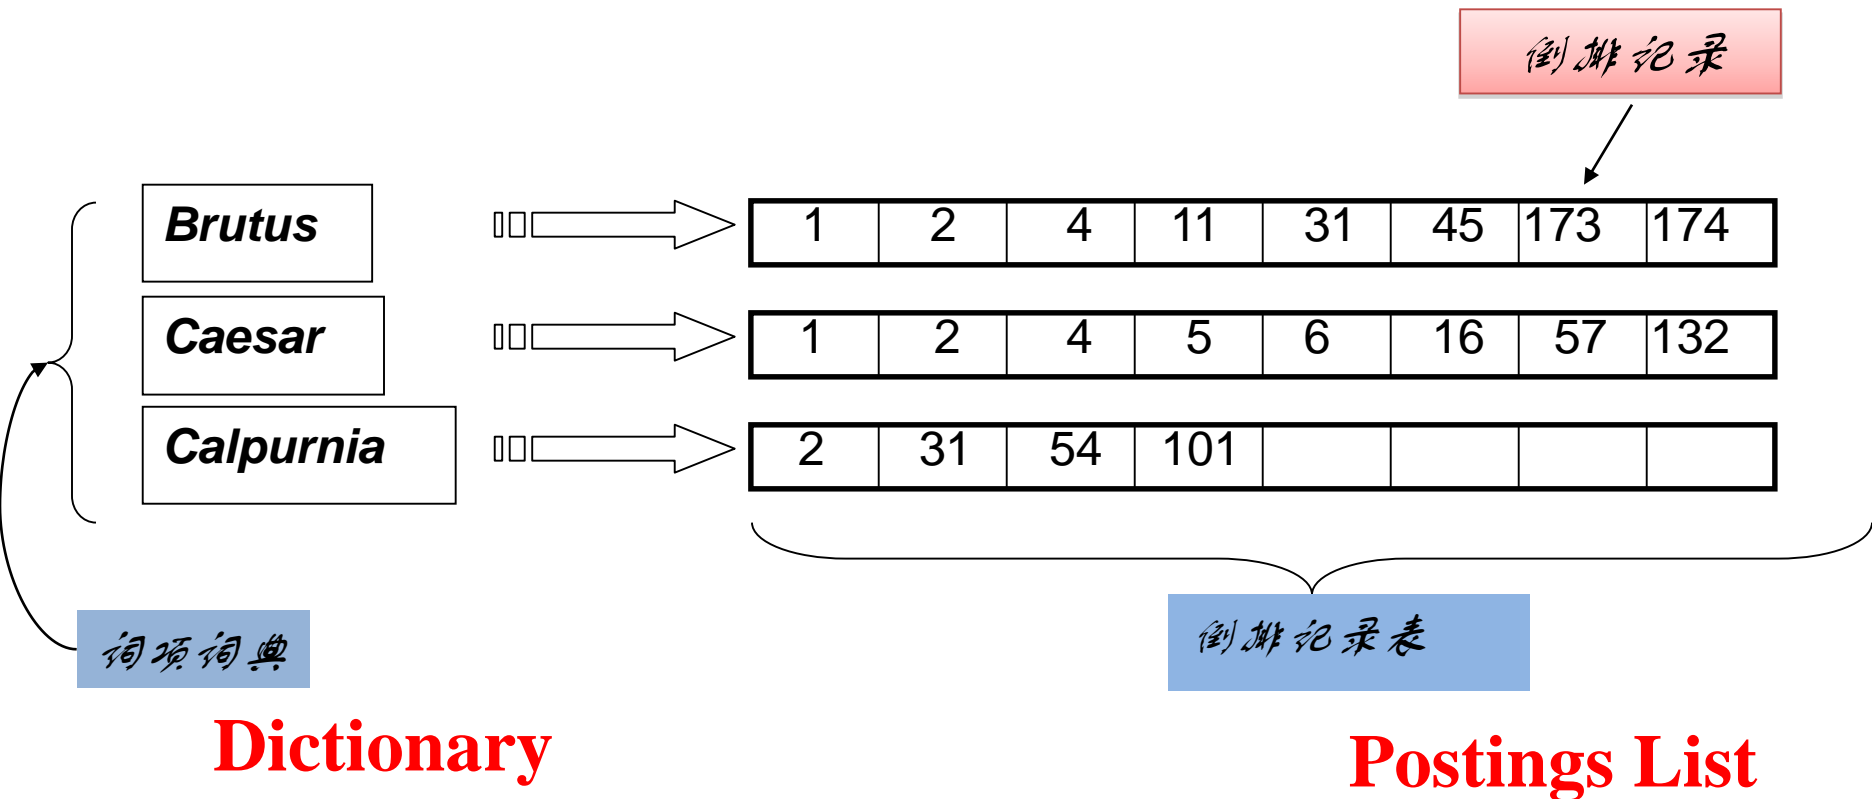 倒排记录
Brutus 1 2 4 11 31 45 173 174
Caesar 1 2 4 5 6 16 57 132
Calpurnia 2 31 54 101
词项词典
倒排记录表
Dictionary
Postings List